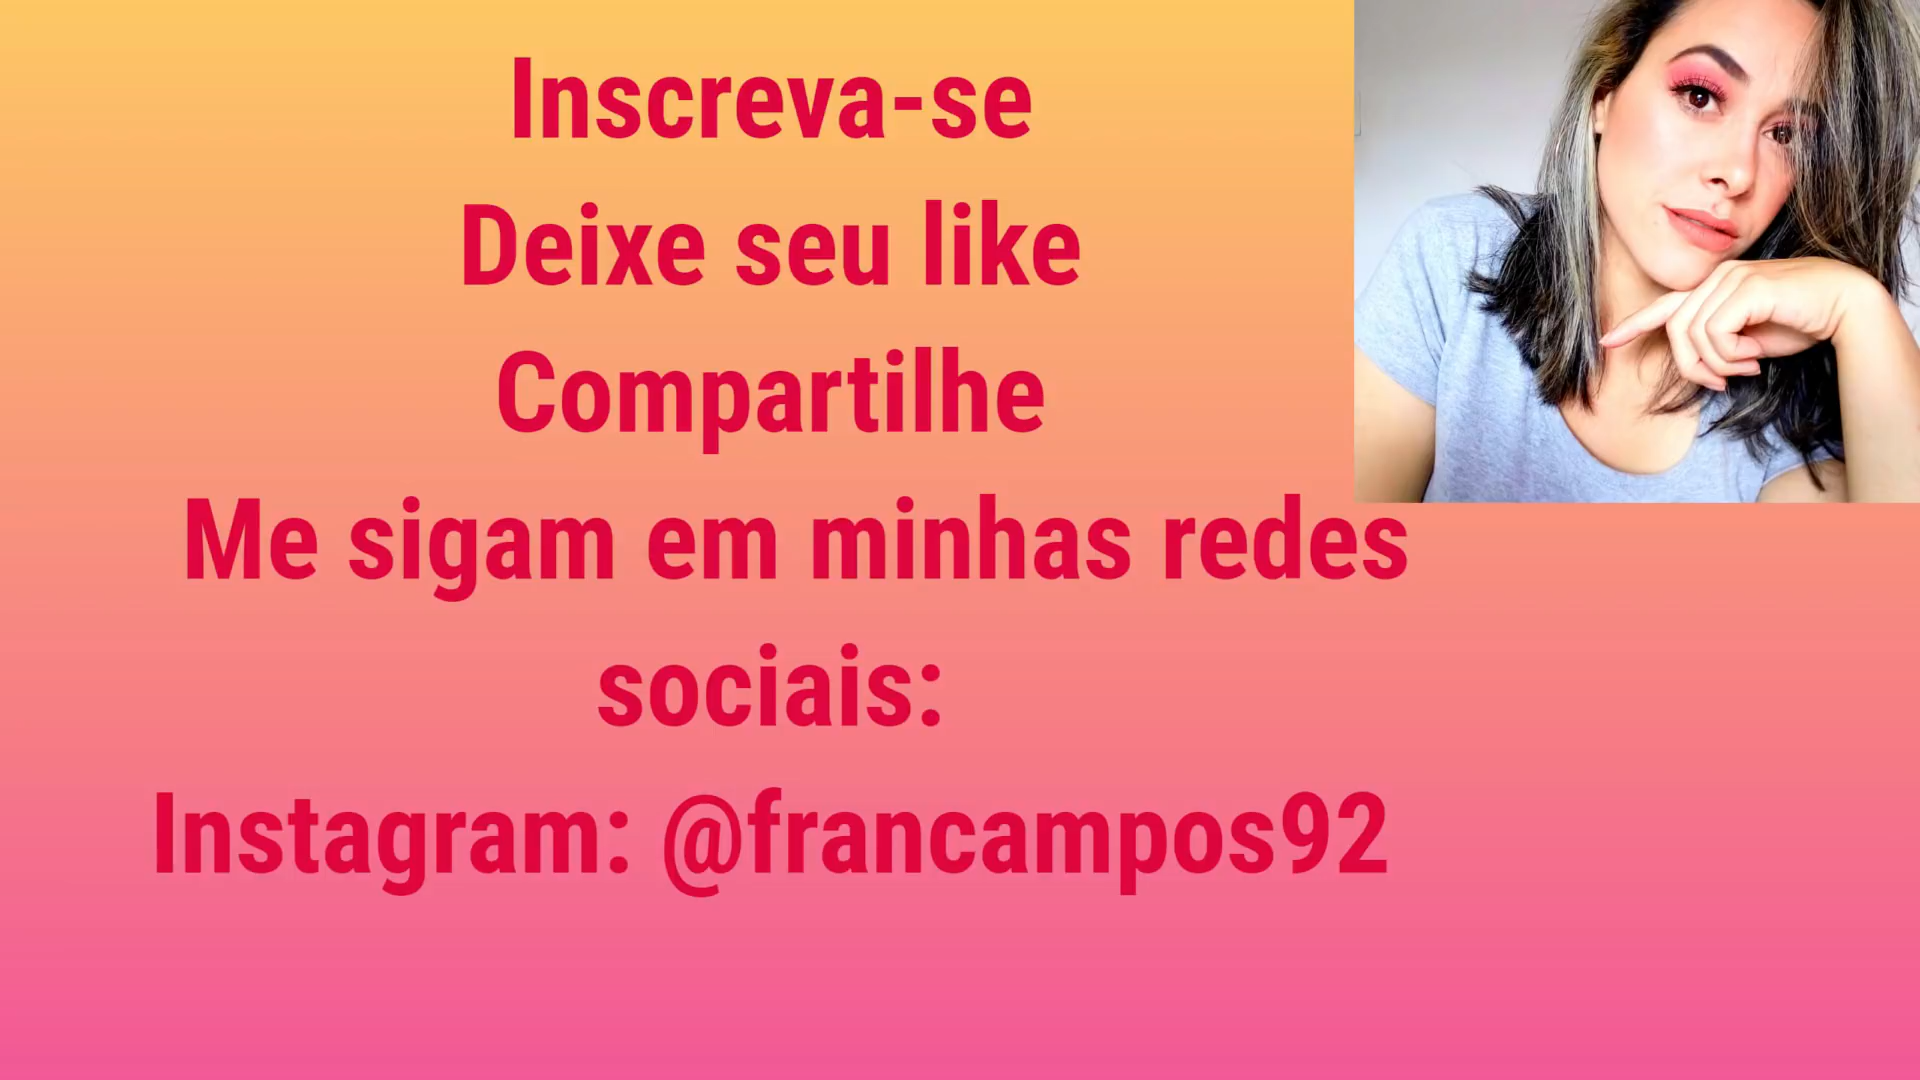 Inscreva-se
Deixe seu like
Compartilhe
Me sigam em minhas redes
sociais:
Instagram: @francampos92